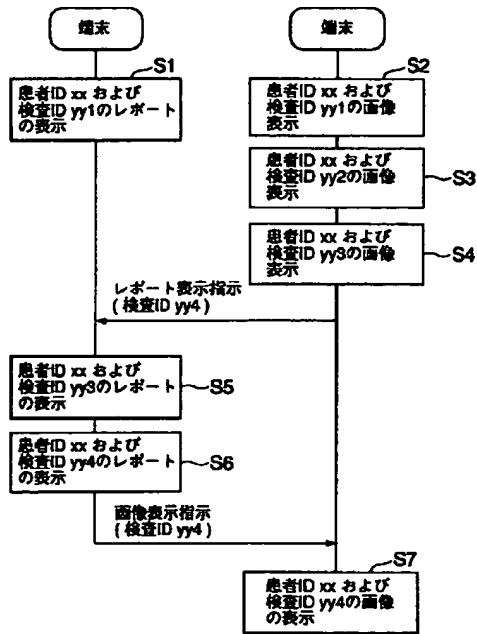 端末
端末
S1
患者ID xx および
検査ID yy1のレポート
の表示
S2
患者ID xx および
検査ID yy1の画像
表示
患者ID xx および
検査ID yy2の画像
表示
S3
患者ID xx および
検査ID yy3の画像
表示
S4
レポート表示指示
( 検査ID yy4 )
患者ID xx および
検査ID yy3のレポート
の表示
S5
患者ID xx および
検査ID yy4のレポート
の表示
S6
画像表示指示
( 検査ID yy4 )
S7
患者ID xx および
検査ID yy4の画像
の表示